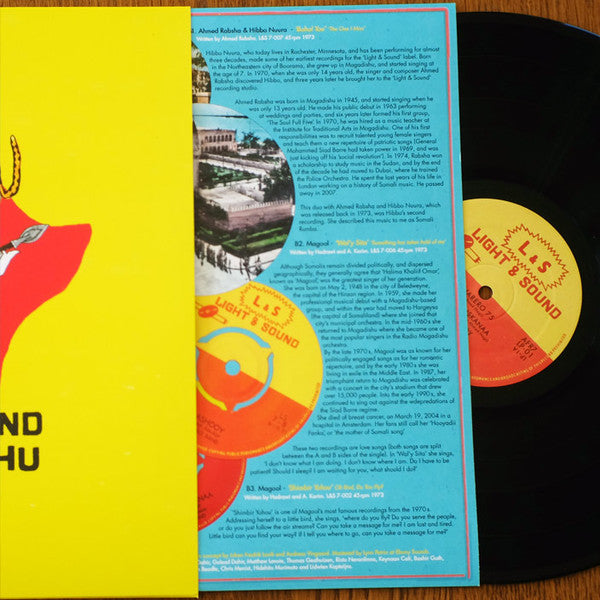 ND
HU
B1. Ahmed Rabsha & Hibbo Nuura -
Written by Ahmed Rabsha. L&S 7-007 45rpm 1973
Hibbo Nuura, who today lives in Rochester, Minnesota, and has been performing for almost
three decades, made some of her earliest recordings for the 'Light & Sound' label. Born
in the Northeastern city of Boorama, she grew up in Mogadishu, and started singing at
the age of 7. In 1970, when she was only 14 years old, the singer and composer Ahmed
Rabsha discovered Hibbo, and three years later he brought her to the 'Light & Sound'
recording studio.
Ahmed Rabsha was born in Mogadishu in 1945, and started singing when he
was only 13 years old. He made his public debut in 1963 performing
at weddings and parties, and six years later formed his first group,
'The Soul Full Five'. In 1970, he was hired as a music teacher at
the Institute for Traditional Arts in Mogadishu. One of his first
responsibilities was to recruit talented young female singers
and teach them a new repertoire of patriotic songs (General
Mohammed Siad Barre had taken power in 1969, and was
just kicking off his 'social revolution'). In 1974, Rabsha won
a scholarship to study music in the Sudan, and by the end
of the decade he had moved to Dubai, where he trained
the Police Orchestra. He spent the last years of his life in
London working on a history of Somali music. He passed
away in 2007.
This duo with Ahmed Rabsha and Hibbo Nuura, which
was released back in 1973, was Hibbo's second
recording. She described this music to me as Somali
Rumba.
B2. Magool - 'Wal'y Sita' 'Something has taken hold of me'
Written by Hadrawi and A. Karim. L&S 7-006 45rpm 1973
Although Somalis remain divided politically, and dispersed
geographically, they generally agree that 'Halima Khalif Omar',
known as 'Magool', was the greatest singer of her generation.
She was born on May 2, 1948 in the city of Beledweyne,
the capital of the Hiraan region. In 1959, she made her
professional musical debut with a Mogadishu-based
group, and within the year had moved to Hargeysa
(the capital of Somaliland) where she joined that
city's municipal orchestra. In the mid-1960s she
returned to Mogadishu where she became one of
the most popular singers in the Radio Mogadishu
orchestra.
By the late 1970's, Magool was as known for her
politically engaged songs as for her romantic
repertoire, and by the early 1980's she was
living in exile in the Middle East. In 1987, her
triumphant return to Mogadishu was celebrated
with a concert in the city's stadium that drew
over 15,000 people. Into the early 1990's, she
continued to sing out against the depredations of
the Siad Barre regime.
She died of breast cancer, on March 19, 2004 in a
hospital in Amsterdam. Her fans still call her 'Hooyadii
Fanka', or 'the mother of Somali song'.
These two recordings are love songs (both songs are split
between the A and B sides of the single). In 'Wal'y Sita' she sings,
'I don't know what I am doing. I don't know where I am. Do I have to be
patient? Should I sleep? I am waiting for you, what should I do?'
B3. Magool - 'Shimbir Yahow' 'Oh Bird, Do You Fly?'
Written by Hadrawi and A. Karim. L&S 7-002 45 rpm 1973
'Shimbir Yahow' is one of Magool's most famous recordings from the 1970's.
Addressing herself to a little bird, she sings, 'where do you fly? Do you serve the people,
or do you just follow the air streams? Can you take a message for me? I am lost and tired.
Little bird can you find your way? If I tell you where to go, can you take a message for me?'
L & S
LIGHT & SOUND
L & S
LIGHT & SOUND